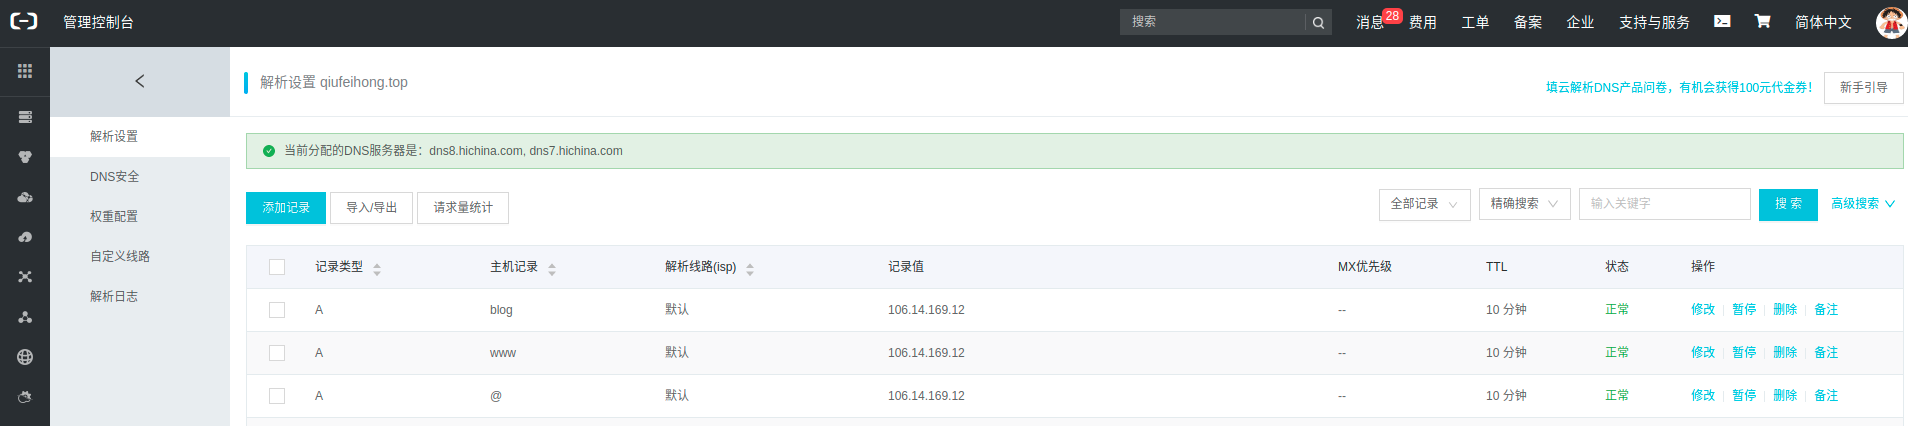 管理控制台 搜索 消息 28 费用 工单 备案 企业 支持与服务 简体中文
解析设置 qiufeihong.top 填云解析DNS产品问卷，有机会获得100元代金券！ 新手引导
解析设置
DNS安全
权重配置
自定义线路
解析日志
当前分配的DNS服务器是：dns8.hichina.com, dns7.hichina.com
添加记录 导入/导出 请求量统计 全部记录 精确搜索 输入关键字 搜 索 高级搜索
记录类型 主机记录 解析线路(isp) 记录值 MX优先级 TTL 状态 操作
A blog 默认 106.14.169.12 -- 10 分钟 正常 修改 暂停 删除 备注
A www 默认 106.14.169.12 -- 10 分钟 正常 修改 暂停 删除 备注
A @ 默认 106.14.169.12 -- 10 分钟 正常 修改 暂停 删除 备注